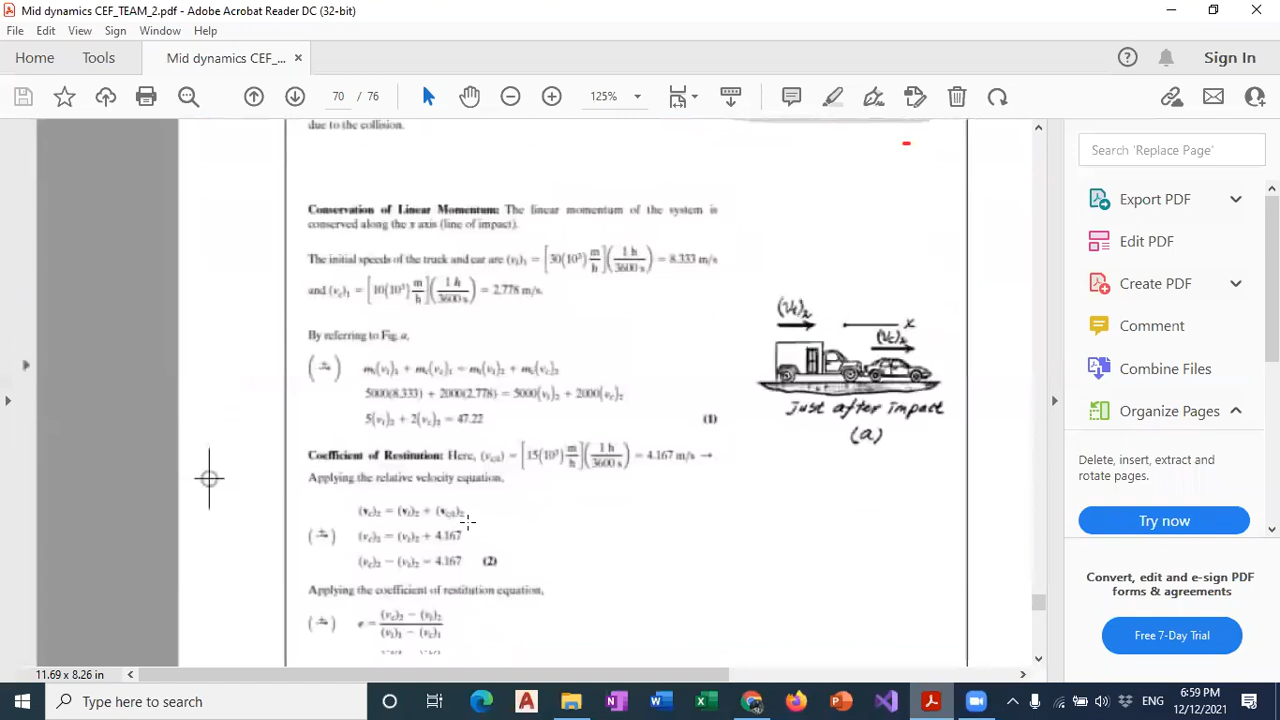 Mid dynamics CEF_TEAM_2.pdf - Adobe Acrobat Reader DC (32-bit)
File Edit View Sign Window Help
Home Tools Mid dynamics CEF_... ×
Sign In
70 / 76 125%
due to the collision.
Search 'Replace Page'
Export PDF
Edit PDF
Create PDF
Comment
Combine Files
Organize Pages
Delete, insert, extract and
rotate pages.
Try now
Convert, edit and e-sign PDF
forms & agreements
Free 7-Day Trial
Conservation of Linear Momentum: The linear momentum of the system is
conserved along the x axis (line of impact).
The initial speeds of the truck and car are (v_t)_1 = [30(10^3) m/h](1 h/3600 s) = 8.333 m/s
and (v_c)_1 = [10(10^3) m/h](1 h/3600 s) = 2.778 m/s.
By referring to Fig. a,
(→+) m_t(v_t)_1 + m_c(v_c)_1 = m_t(v_t)_2 + m_c(v_c)_2
5000(8.333) + 2000(2.778) = 5000(v_t)_2 + 2000(v_c)_2
5(v_t)_2 + 2(v_c)_2 = 47.22 (1)
(V_t)_2 x
(V_c)_2
Just after impact
(a)
Coefficient of Restitution: Here, (v_c/t) = [15(10^3) m/h](1 h/3600 s) = 4.167 m/s →
Applying the relative velocity equation,
(v_c)_2 = (v_t)_2 + (v_c/t)_2
(→+) (v_c)_2 = (v_t)_2 + 4.167
(v_c)_2 − (v_t)_2 = 4.167 (2)
Applying the coefficient of restitution equation,
(→+) e = (v_c)_2 − (v_t)_2 / (v_t)_1 − (v_c)_1
11.69 x 8.26 in
Type here to search
ENG
6:59 PM
12/12/2021